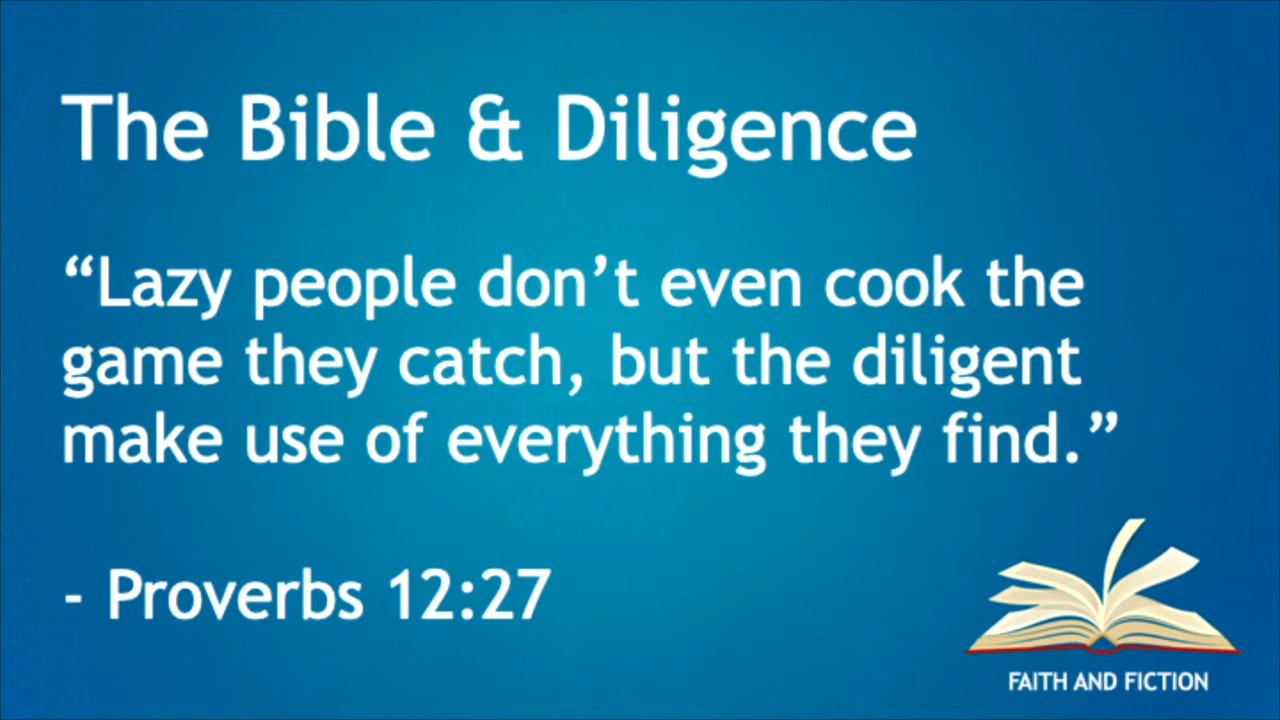 The Bible & Diligence
“Lazy people don’t even cook the
game they catch, but the diligent
make use of everything they find.”
- Proverbs 12:27
FAITH AND FICTION